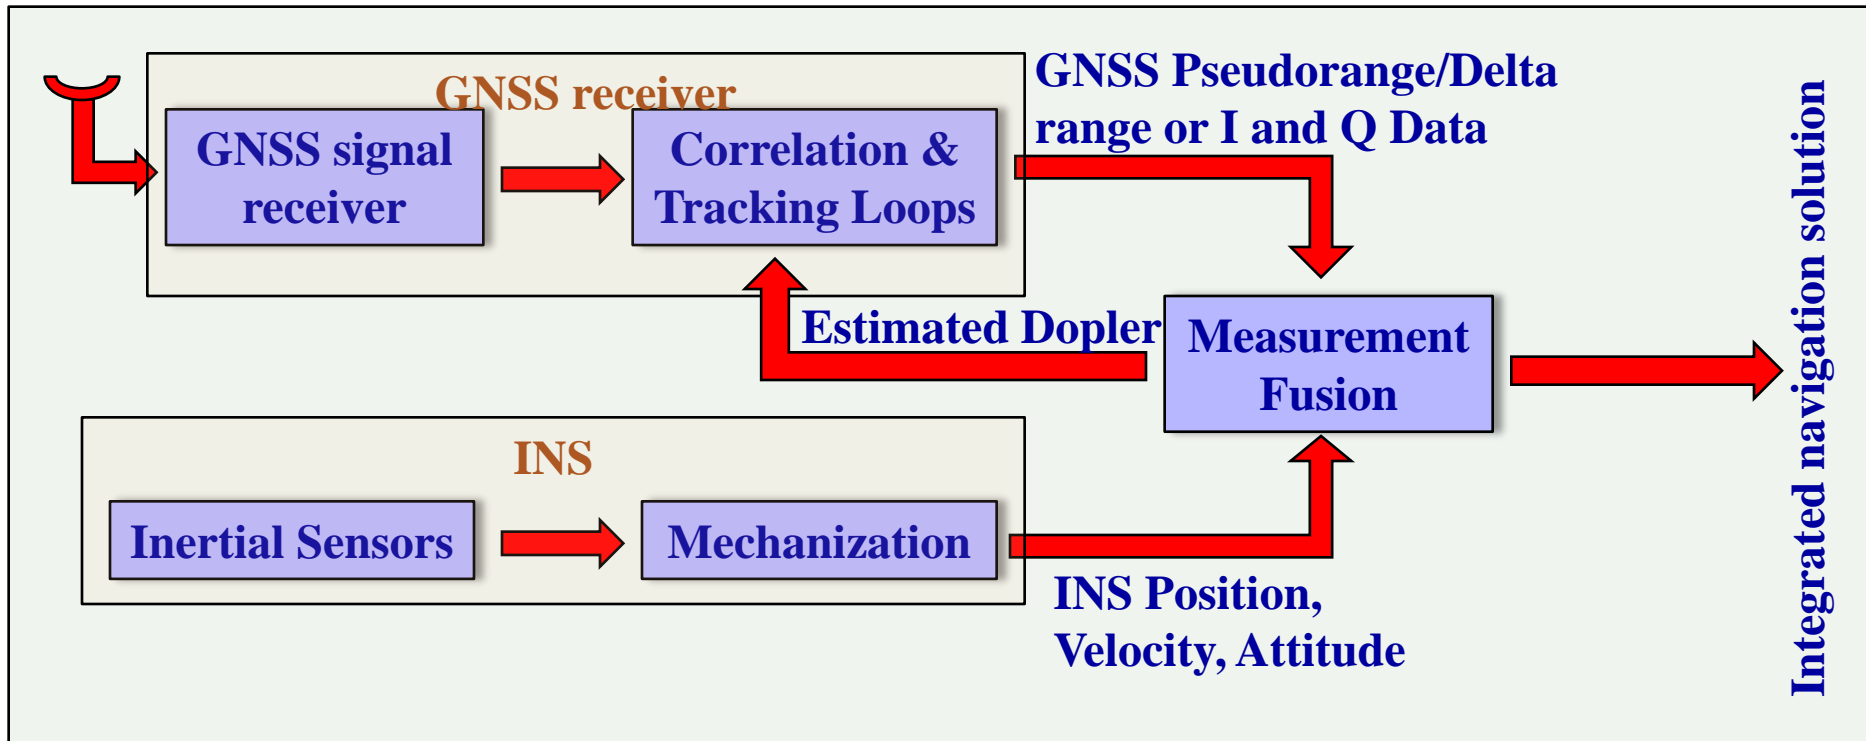 GNSS receiver
GNSS signal
receiver
Correlation &
Tracking Loops
GNSS Pseudorange/Delta
range or I and Q Data
Estimated Dopler
Measurement
Fusion
INS
Inertial Sensors
Mechanization
INS Position,
Velocity, Attitude
Integrated navigation solution